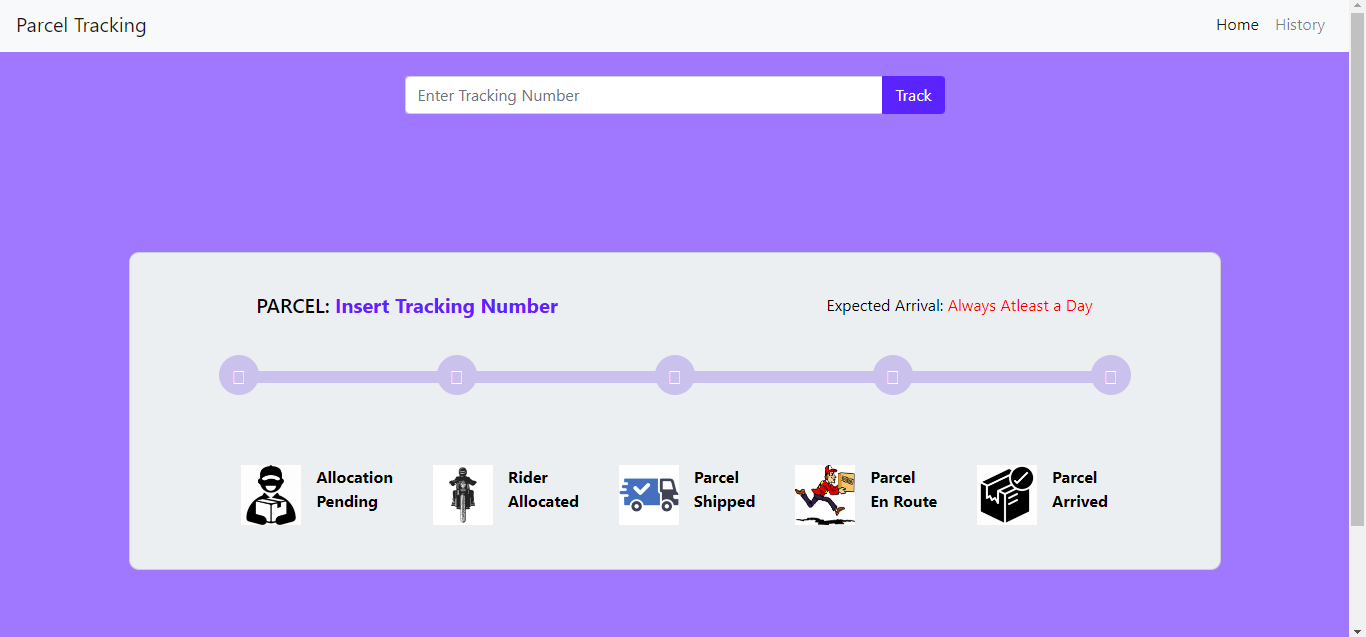 Parcel Tracking
Home
History
Enter Tracking Number
Track
PARCEL: Insert Tracking Number
Expected Arrival: Always Atleast a Day
Allocation
Pending
Rider
Allocated
Parcel
Shipped
Parcel
En Route
Parcel
Arrived